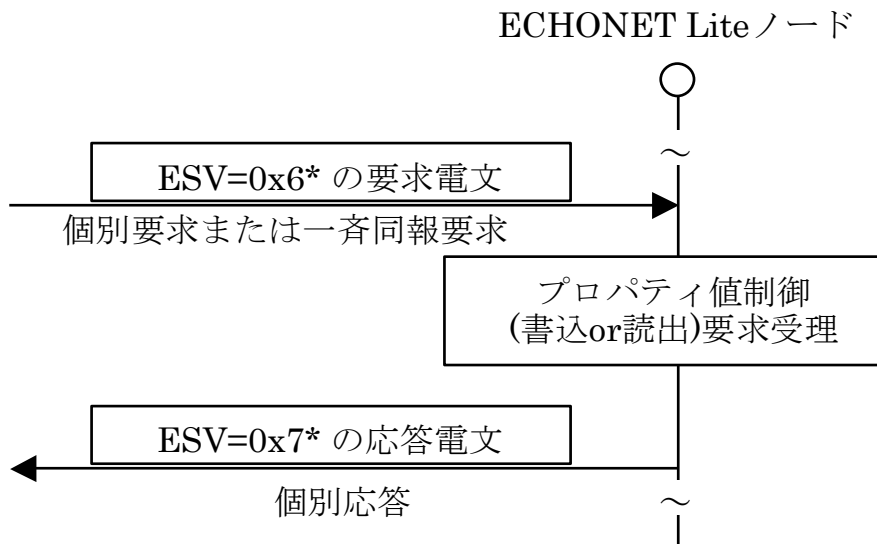 ECHONET Liteノード
～
ESV=0x6* の要求電文
個別要求または一斉同報要求
プロパティ値制御
(書込or読出)要求受理
ESV=0x7* の応答電文
個別応答
～